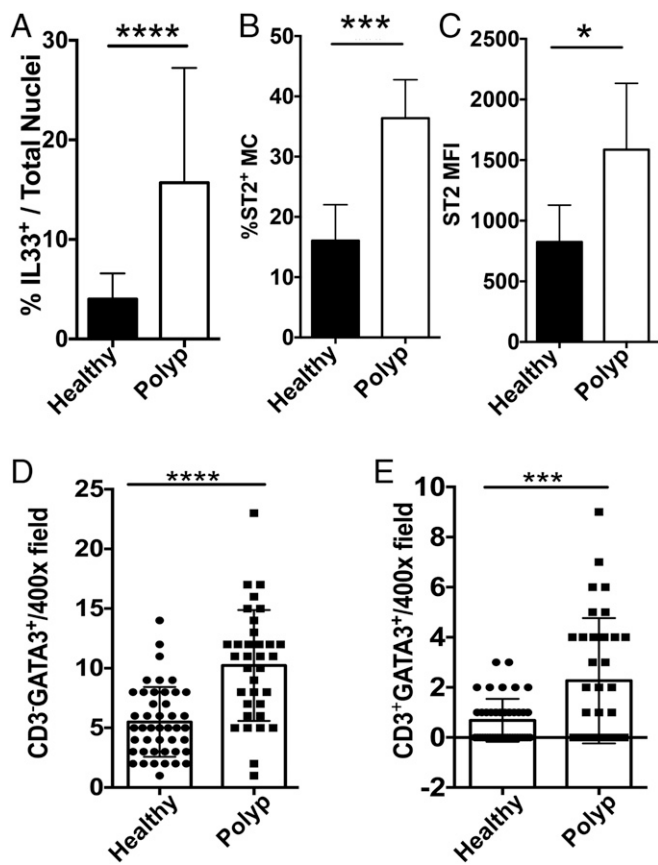 A
****
% IL33⁺ / Total Nuclei
30
20
10
0
Healthy
Polyp
B
***
%ST2⁺ MC
50
40
30
20
10
0
Healthy
Polyp
C
*
ST2 MFI
2500
2000
1500
1000
500
0
Healthy
Polyp
D
****
CD3⁻GATA3⁺/400x field
25
20
15
10
5
0
Healthy
Polyp
E
***
CD3⁺GATA3⁺/400x field
10
8
6
4
2
0
-2
Healthy
Polyp